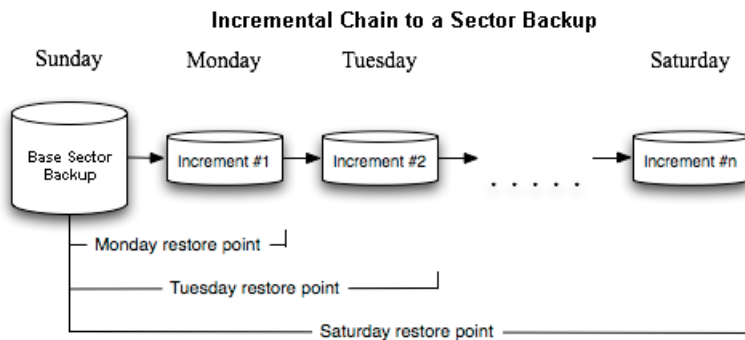 Incremental Chain to a Sector Backup
Sunday
Monday
Tuesday
Saturday
Base Sector
Backup
Increment #1
Increment #2
. . . . .
Increment #n
Monday restore point
Tuesday restore point
Saturday restore point